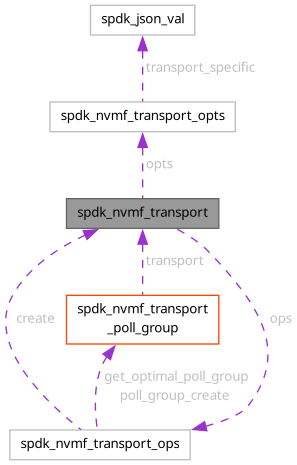 spdk_json_val
transport_specific
spdk_nvmf_transport_opts
opts
spdk_nvmf_transport
transport
spdk_nvmf_transport
_poll_group
create
ops
get_optimal_poll_group
poll_group_create
spdk_nvmf_transport_ops